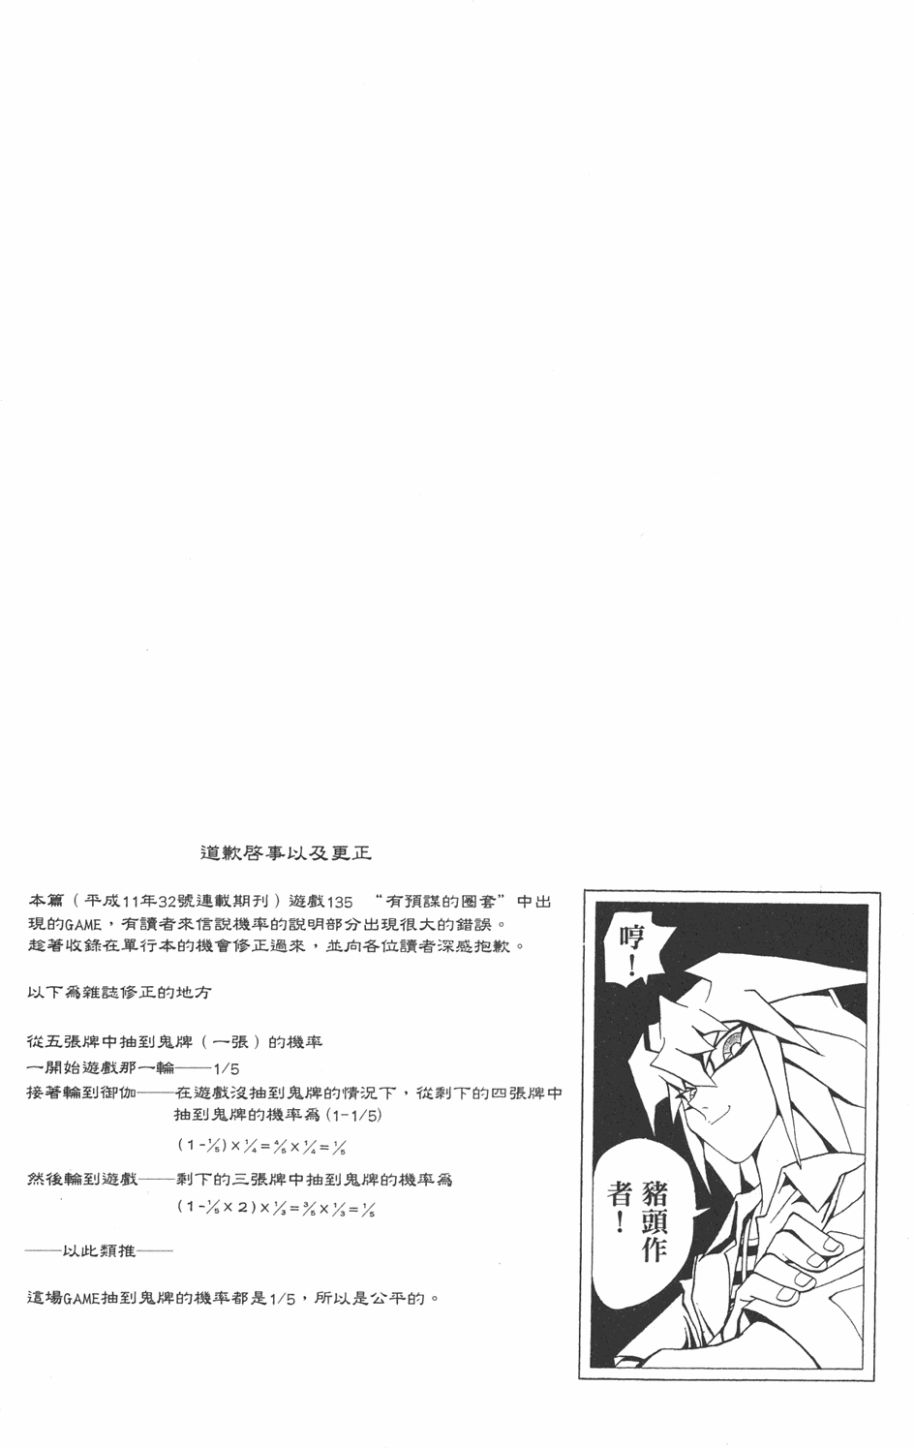 道歉啓事以及更正
本篇（平成11年32號連載期刊）遊戲135 “有預謀的圈套”中出
現的GAME，有讀者來信說機率的說明部分出現很大的錯誤。
趁著收錄在單行本的機會修正過來，並向各位讀者深感抱歉。
以下為雜誌修正的地方
從五張牌中抽到鬼牌（一張）的機率
一開始遊戲那一輪——1/5
接著輪到御伽——在遊戲沒抽到鬼牌的情況下，從剩下的四張牌中
抽到鬼牌的機率為(1-1/5)
(1-⅕)×¼=⅘×¼=⅕
然後輪到遊戲——剩下的三張牌中抽到鬼牌的機率為
(1-⅕×2)×⅓=⅗×⅓=⅕
——以此類推——
這場GAME抽到鬼牌的機率都是1/5，所以是公平的。
哼！
豬頭作
者！